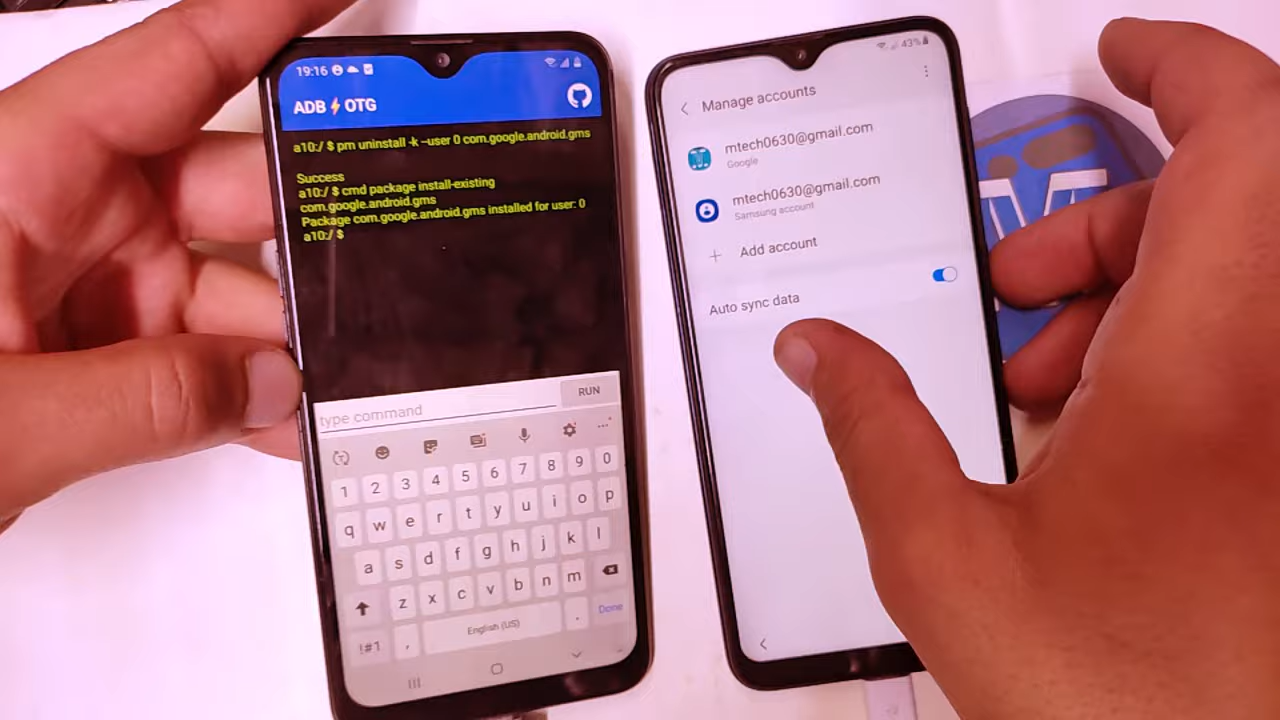 19:16
ADB⚡OTG
a10:/ $ pm uninstall -k --user 0 com.google.android.gms
Success
a10:/ $ cmd package install-existing
com.google.android.gms
Package com.google.android.gms installed for user: 0
a10:/ $
type command
RUN
1 2 3 4 5 6 7 8 9 0
q w e r t y u i o p
a s d f g h j k l
z x c v b n m
!#1 , English (US) . Done
43%
Manage accounts
mtech0630@gmail.com
Google
mtech0630@gmail.com
Samsung account
Add account
Auto sync data